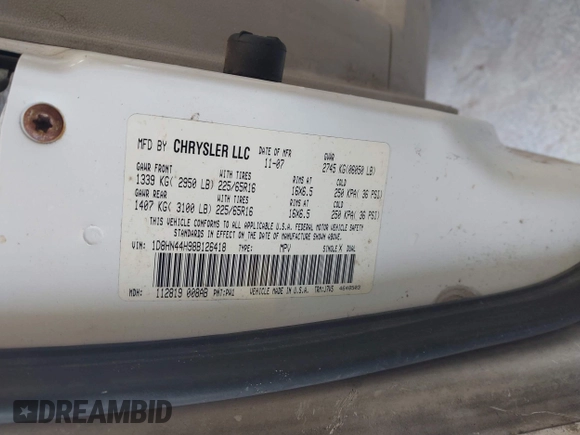 MFD BY CHRYSLER LLC DATE OF MFR 11-07 GVWR 2745 KG(06050 LB)
GAWR FRONT WITH TIRES RIMS AT COLD
1339 KG( 2950 LB) 225/65R16 16X6.5 250 KPA( 36 PSI)
GAWR REAR WITH TIRES RIMS AT COLD
1407 KG( 3100 LB) 225/65R16 16X6.5 250 KPA( 36 PSI)
THIS VEHICLE CONFORMS TO ALL APPLICABLE U.S.A. FEDERAL MOTOR VEHICLE SAFETY
STANDARDS IN EFFECT ON THE DATE OF MANUFACTURE SHOWN ABOVE.
VIN: 1D8HN44H98B126418 TYPE: MPV SINGLE X DUAL
MDH: 112819 008AB PNT:PW1 VEHICLE MADE IN U.S.A. TRM:J7K5
DREAMBID